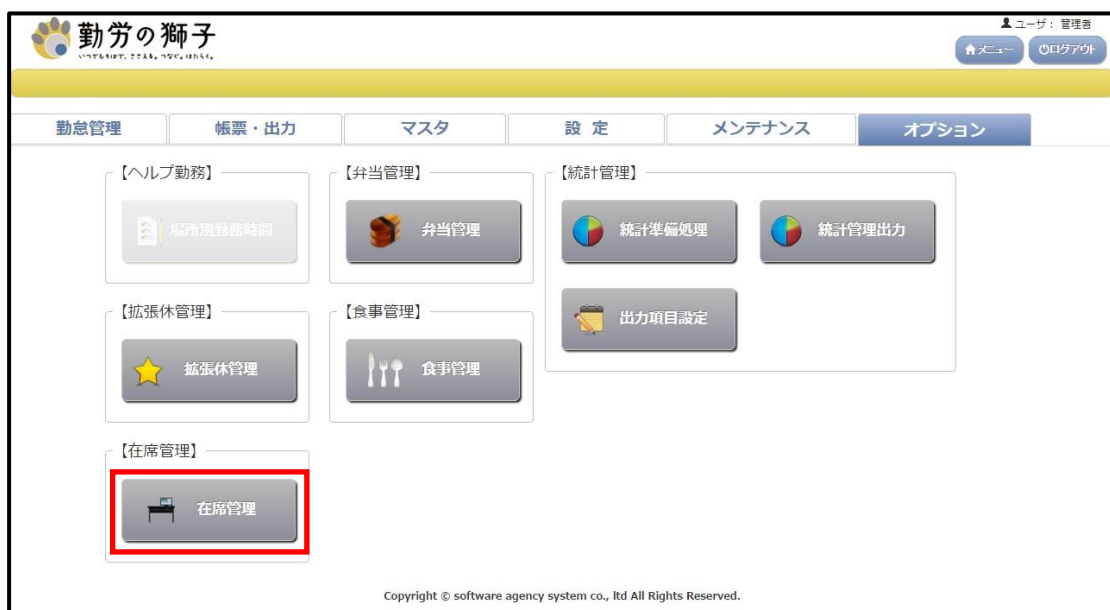 勤労の獅子
ユーザ： 管理者
メニュー
ログアウト
勤怠管理
帳票・出力
マスタ
設 定
メンテナンス
オプション
【ヘルプ勤務】
場所別勤務時間
【弁当管理】
弁当管理
【統計管理】
統計準備処理
統計管理出力
出力項目設定
【拡張休管理】
拡張休管理
【食事管理】
食事管理
【在席管理】
在席管理
Copyright © software agency system co., ltd All Rights Reserved.